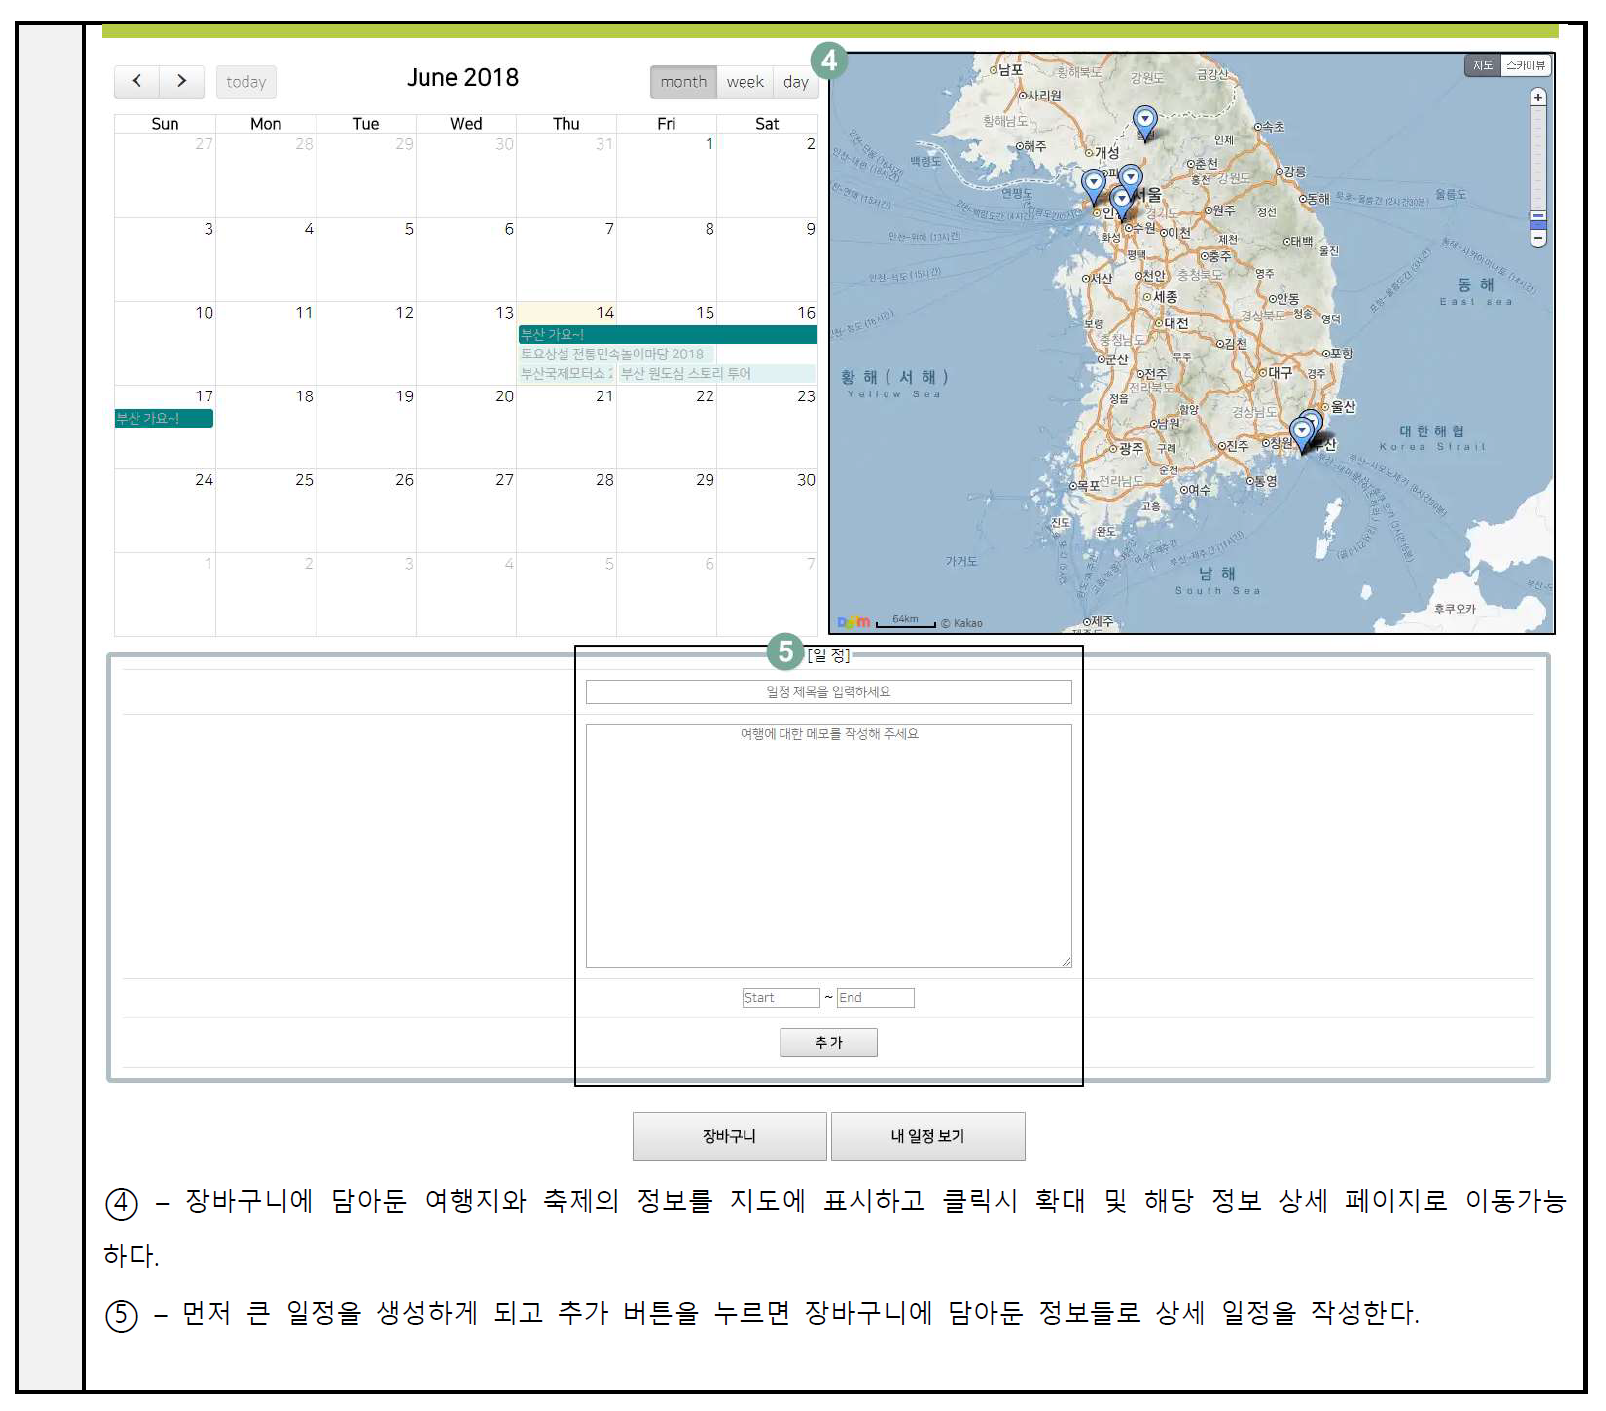 today
June 2018
month week day
Sun Mon Tue Wed Thu Fri Sat
27 28 29 30 31 1 2
3 4 5 6 7 8 9
10 11 12 13 14 15 16
부산 가요~!
토요상설 전통민속놀이마당 2018
부산국제모터쇼 2 부산 원도심 스토리 투어
17 18 19 20 21 22 23
부산 가요~!
24 25 26 27 28 29 30
1 2 3 4 5 6 7
4
지도 스카이뷰
남포 황해북도 강원도 금강산
사리원
황해남도 속초
해주 개성 인제
백령도 춘천
홍천 강원도 강릉
연평도 서울 동해 울릉도
경기도 원주 정선
화성 수원 이천 제천 태백 울진
평택 충주
서산 천안 충청북도 영주
세종 안동
동해
East sea
보령 대전 경상북도 청송 영덕
충청남도 김천
군산 무주 포항
황해(서해)
Yellow Sea
전주 대구 경주
전라북도
정읍 함양 경상남도 울산
남원
대한해협
Korea Strait
광주 구례 진주 창원
순천
목포 전라남도 여수 통영
고흥
진도 완도
가거도
남해
South Sea
후쿠오카
Daum 64km © Kakao
제주
5 [일 정]
일정 제목을 입력하세요
여행에 대한 메모를 작성해 주세요
Start ~ End
추가
장바구니 내 일정 보기
④ – 장바구니에 담아둔 여행지와 축제의 정보를 지도에 표시하고 클릭시 확대 및 해당 정보 상세 페이지로 이동가능
하다.
⑤ – 먼저 큰 일정을 생성하게 되고 추가 버튼을 누르면 장바구니에 담아둔 정보들로 상세 일정을 작성한다.